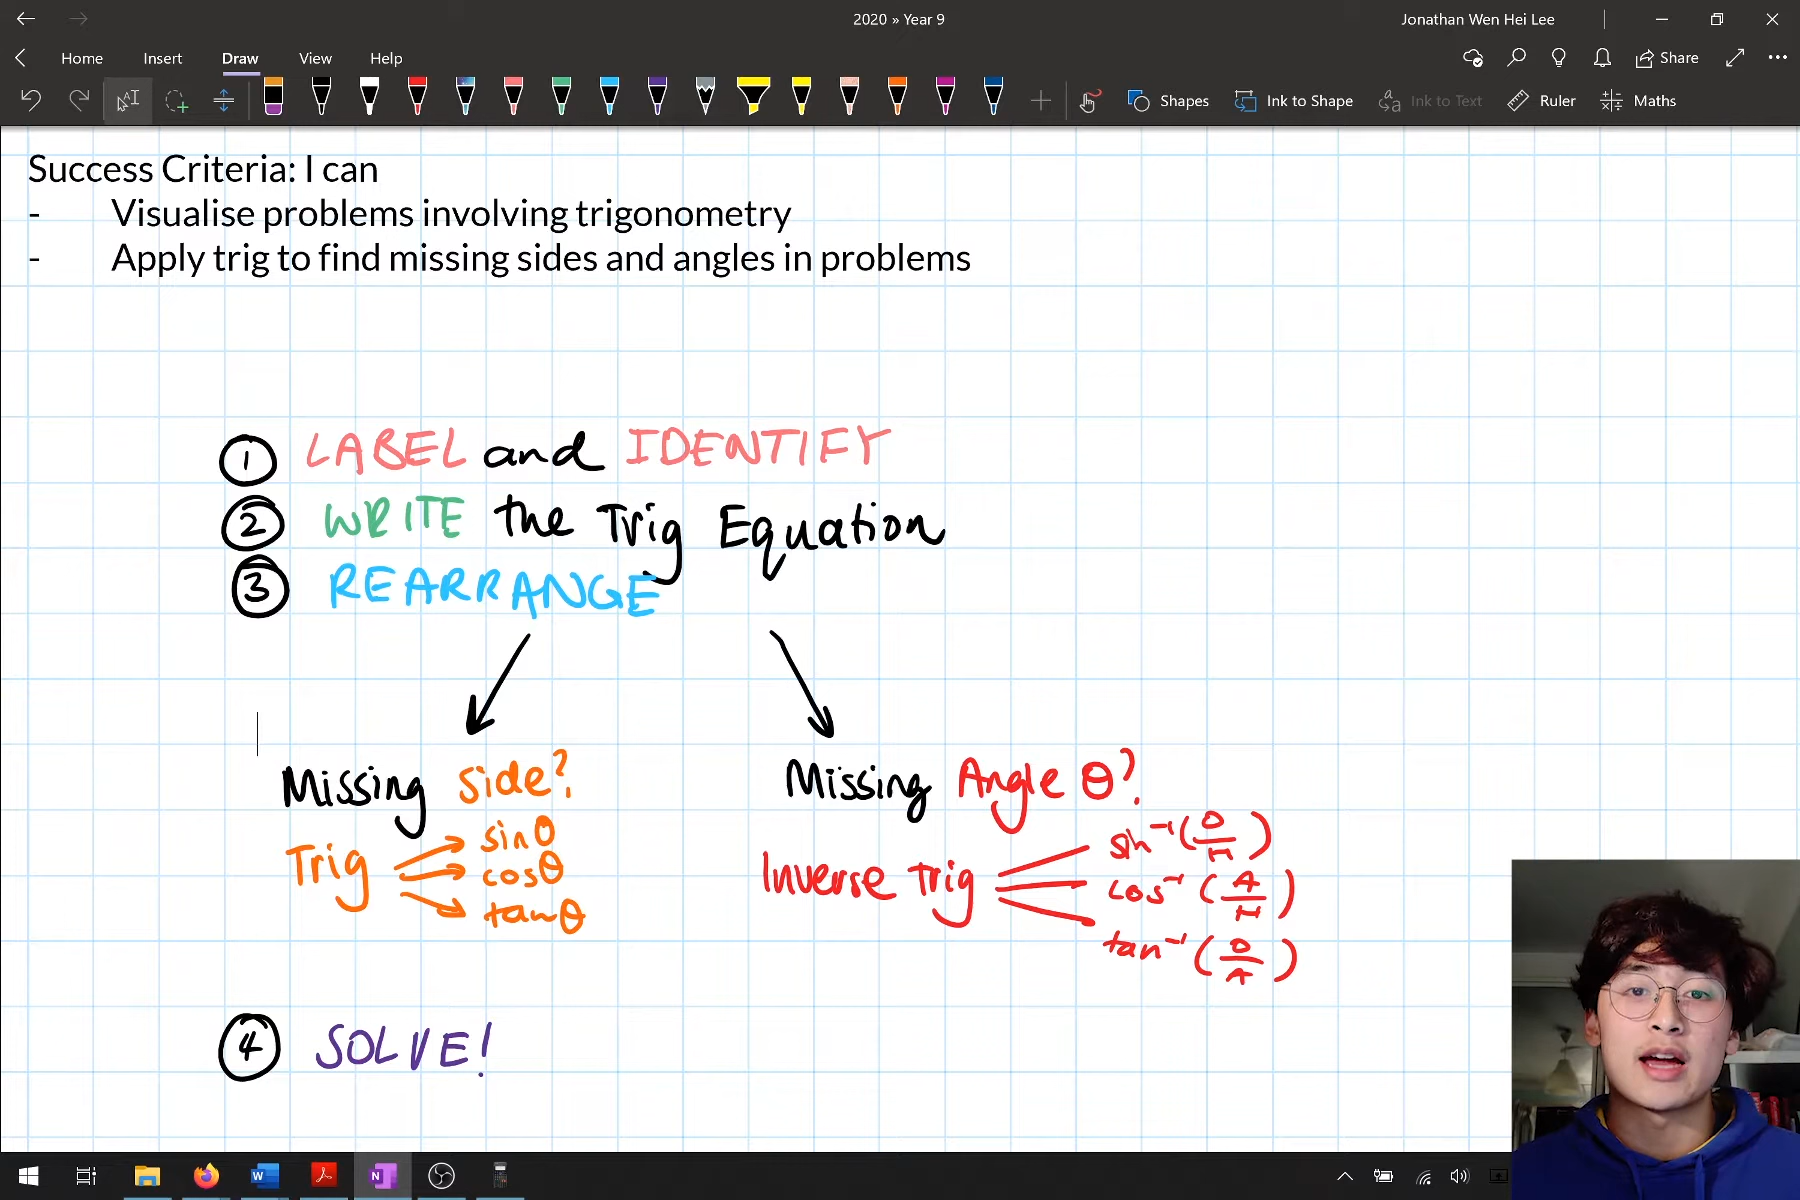 2020 » Year 9
Jonathan Wen Hei Lee
Home Insert Draw View Help
Share
Shapes Ink to Shape Ink to Text Ruler Maths
Success Criteria: I can
- Visualise problems involving trigonometry
- Apply trig to find missing sides and angles in problems
① LABEL and IDENTIFY
② WRITE the Trig Equation
③ REARRANGE
Missing side?
Trig
sinθ
cosθ
tanθ
Missing Angle θ?
Inverse Trig
sin⁻¹(O/H)
cos⁻¹(A/H)
tan⁻¹(O/A)
④ SOLVE!